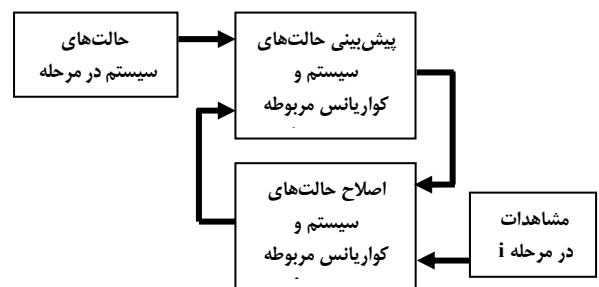 حالت‌های
سیستم در مرحله
پیش‌بینی حالت‌های
سیستم و
کواریانس مربوطه
اصلاح حالت‌های
سیستم و
کواریانس مربوطه
مشاهدات
در مرحله i